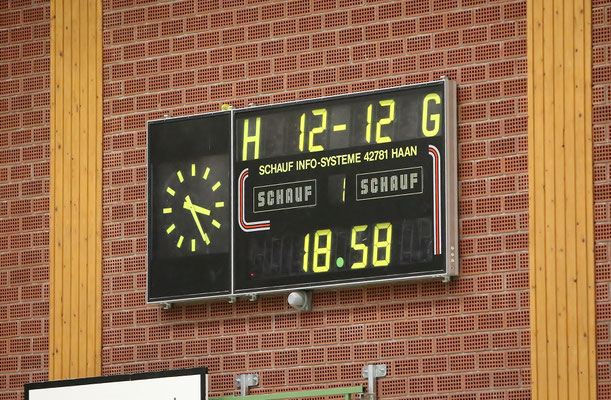 H 12-12 G
SCHAUF INFO-SYSTEME 42781 HAAN
SCHAUF 1 SCHAUF
18.58